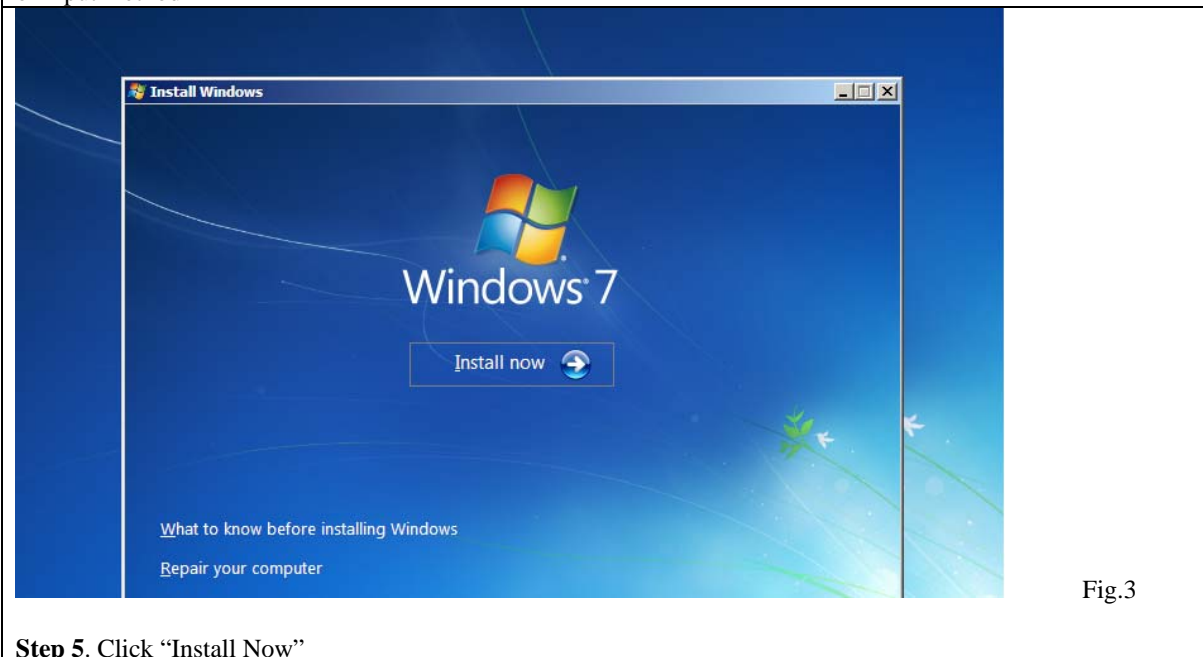 Install Windows
Windows® 7
Install now
What to know before installing Windows
Repair your computer
Fig.3
Step 5. Click “Install Now”